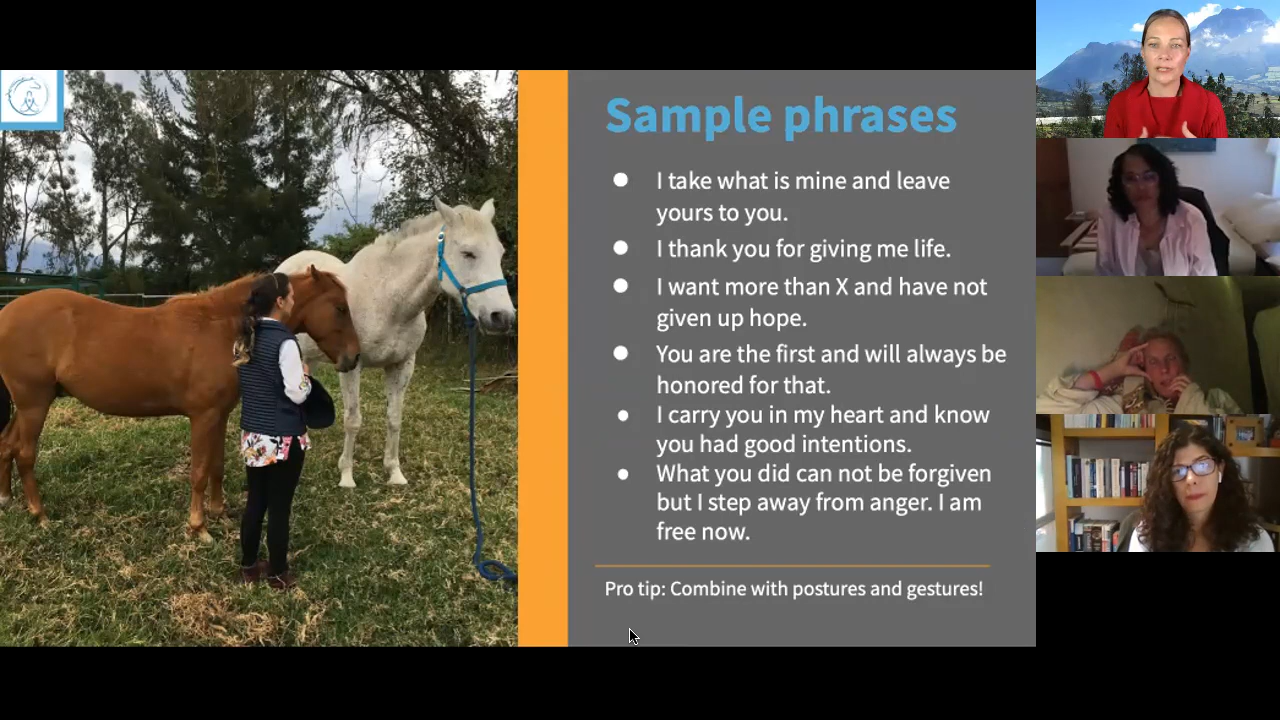 Sample phrases
● I take what is mine and leave
yours to you.
● I thank you for giving me life.
● I want more than X and have not
given up hope.
● You are the first and will always be
honored for that.
● I carry you in my heart and know
you had good intentions.
● What you did can not be forgiven
but I step away from anger. I am
free now.
Pro tip: Combine with postures and gestures!